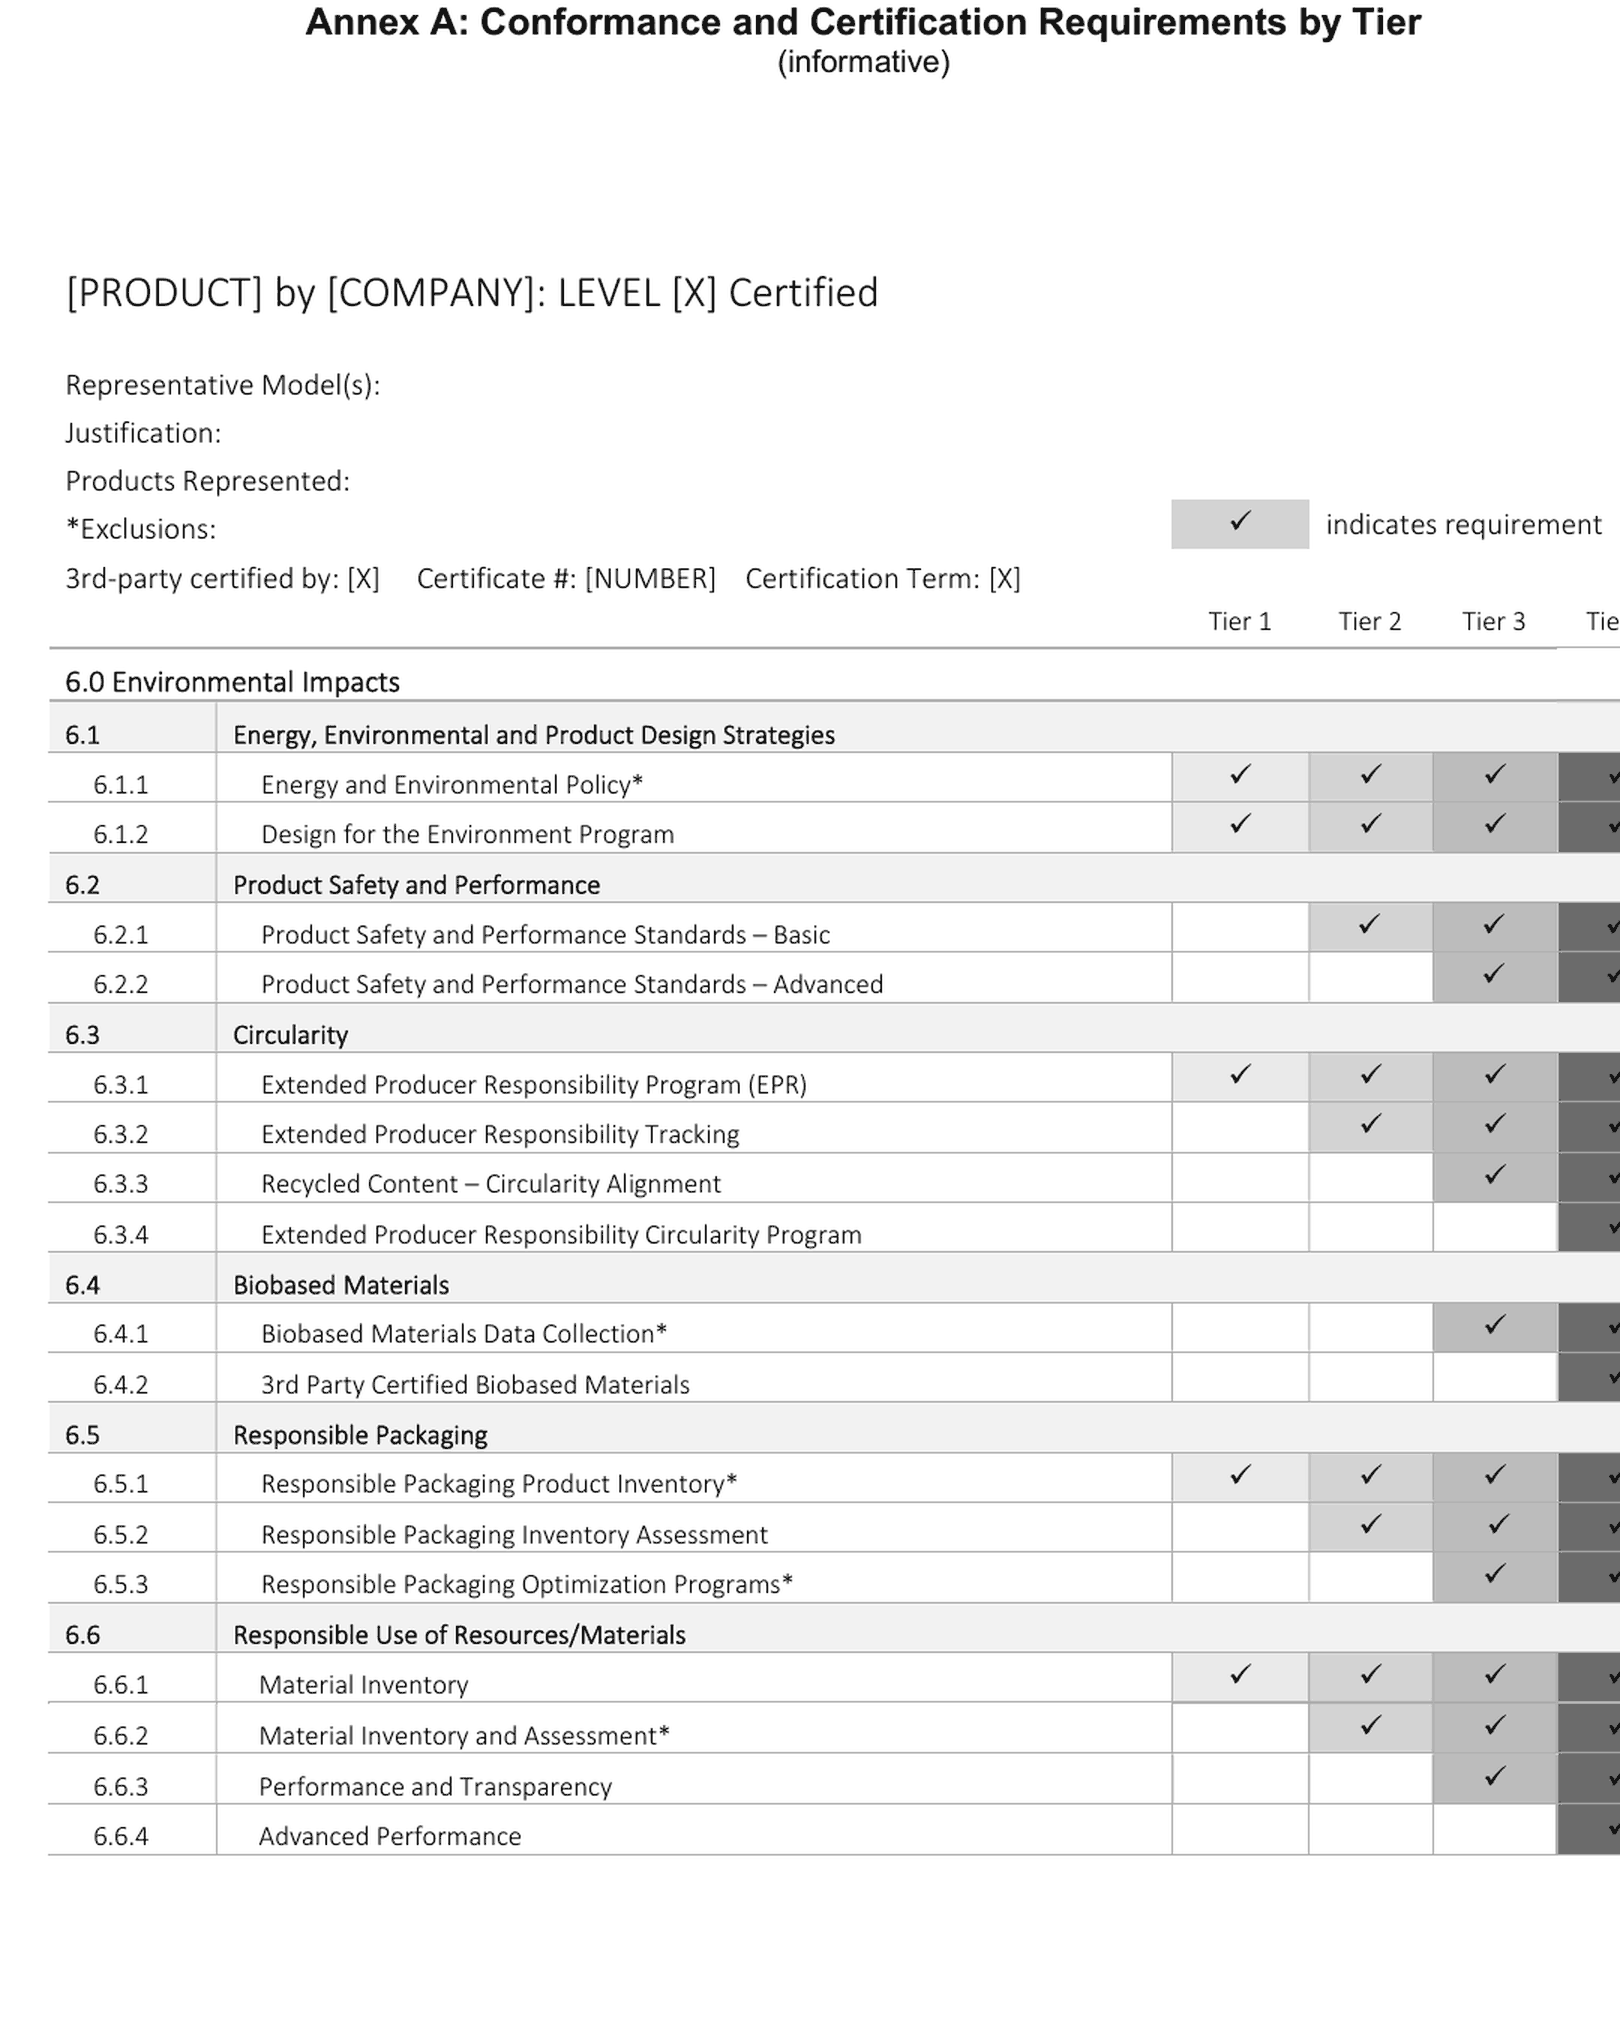 Annex A: Conformance and Certification Requirements by Tier
(informative)
[PRODUCT] by [COMPANY]: LEVEL [X] Certified
Representative Model(s):
Justification:
Products Represented:
*Exclusions:
✓ indicates requirement
3rd-party certified by: [X] Certificate #: [NUMBER] Certification Term: [X]
Tier 1 Tier 2 Tier 3 Tie
6.0 Environmental Impacts
6.1 Energy, Environmental and Product Design Strategies
6.1.1 Energy and Environmental Policy* ✓ ✓ ✓ ✓
6.1.2 Design for the Environment Program ✓ ✓ ✓ ✓
6.2 Product Safety and Performance
6.2.1 Product Safety and Performance Standards – Basic ✓ ✓ ✓
6.2.2 Product Safety and Performance Standards – Advanced ✓ ✓
6.3 Circularity
6.3.1 Extended Producer Responsibility Program (EPR) ✓ ✓ ✓ ✓
6.3.2 Extended Producer Responsibility Tracking ✓ ✓ ✓
6.3.3 Recycled Content – Circularity Alignment ✓ ✓
6.3.4 Extended Producer Responsibility Circularity Program ✓
6.4 Biobased Materials
6.4.1 Biobased Materials Data Collection* ✓ ✓
6.4.2 3rd Party Certified Biobased Materials ✓
6.5 Responsible Packaging
6.5.1 Responsible Packaging Product Inventory* ✓ ✓ ✓ ✓
6.5.2 Responsible Packaging Inventory Assessment ✓ ✓ ✓
6.5.3 Responsible Packaging Optimization Programs* ✓ ✓
6.6 Responsible Use of Resources/Materials
6.6.1 Material Inventory ✓ ✓ ✓ ✓
6.6.2 Material Inventory and Assessment* ✓ ✓ ✓
6.6.3 Performance and Transparency ✓ ✓
6.6.4 Advanced Performance ✓